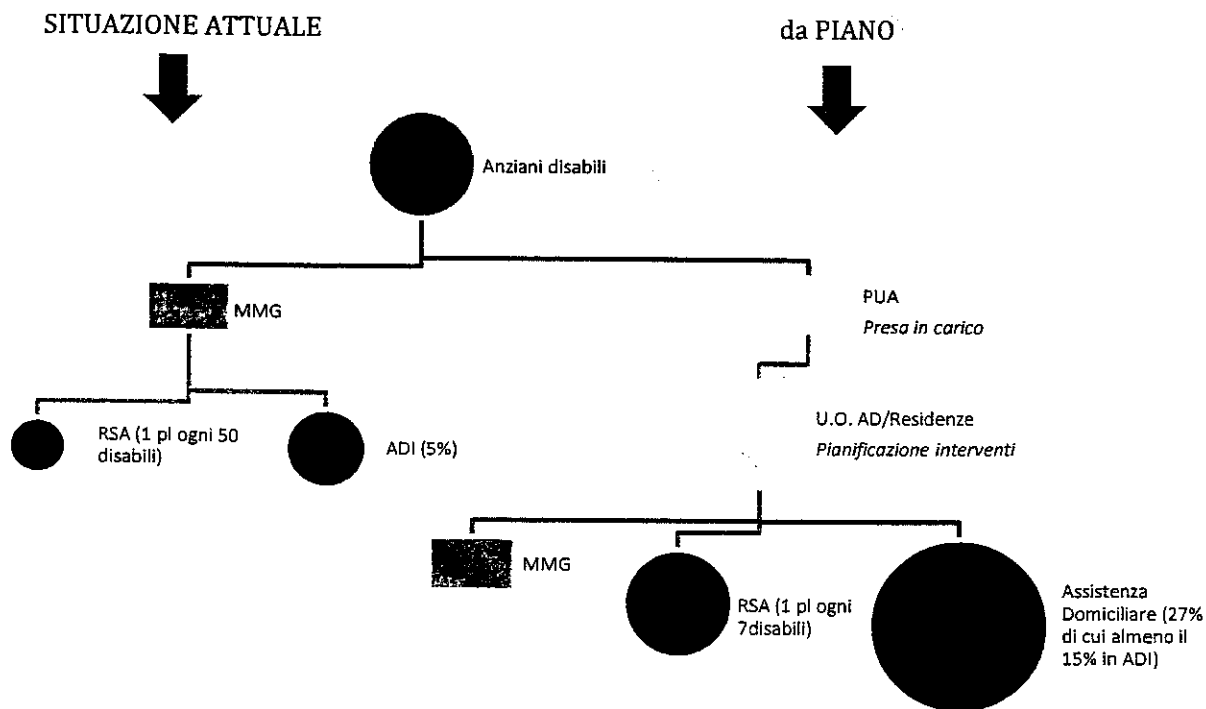 SITUAZIONE ATTUALE
da PIANO
Anziani disabili
MMG
PUA
Presa in carico
RSA (1 pl ogni 50
disabili)
ADI (5%)
U.O. AD/Residenze
Pianificazione interventi
MMG
RSA (1 pl ogni
7disabili)
Assistenza
Domiciliare (27%
di cui almeno il
15% in ADI)